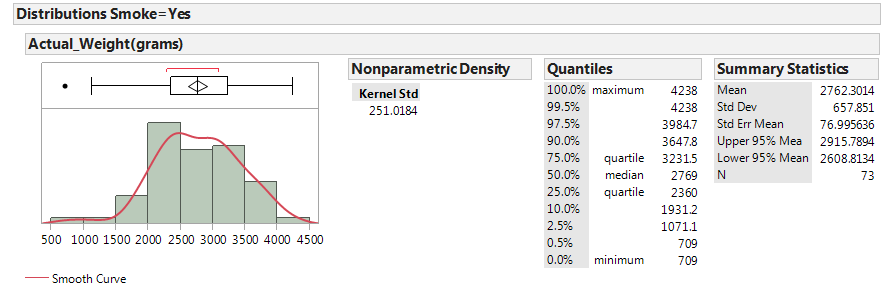 Distributions Smoke=Yes
Actual_Weight(grams)
500 1000 1500 2000 2500 3000 3500 4000 4500
Smooth Curve
Nonparametric Density
Kernel Std
251.0184
Quantiles
100.0% maximum 4238
99.5% 4238
97.5% 3984.7
90.0% 3647.8
75.0% quartile 3231.5
50.0% median 2769
25.0% quartile 2360
10.0% 1931.2
2.5% 1071.1
0.5% 709
0.0% minimum 709
Summary Statistics
Mean 2762.3014
Std Dev 657.851
Std Err Mean 76.995636
Upper 95% Mea 2915.7894
Lower 95% Mean 2608.8134
N 73